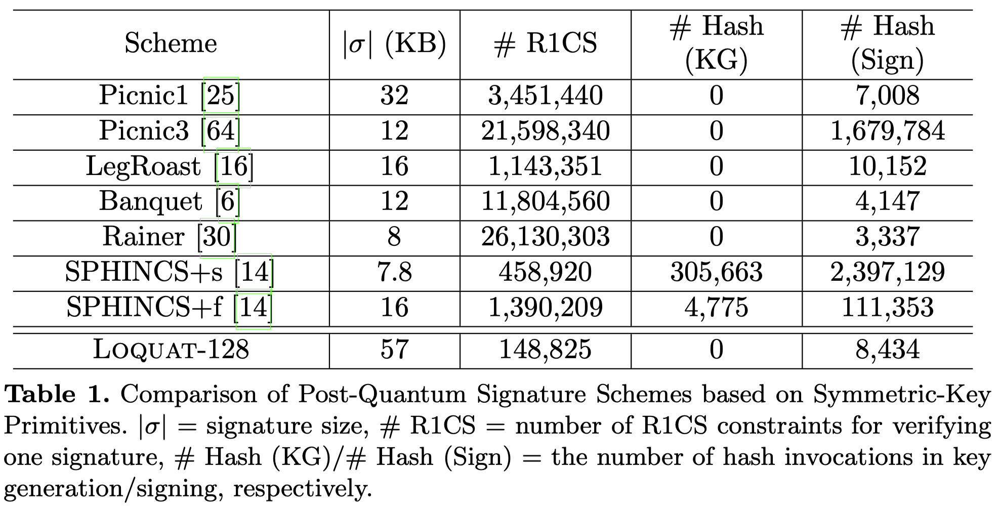 Scheme |σ| (KB) # R1CS # Hash (KG) # Hash (Sign)
Picnic1 [25] 32 3,451,440 0 7,008
Picnic3 [64] 12 21,598,340 0 1,679,784
LegRoast [16] 16 1,143,351 0 10,152
Banquet [6] 12 11,804,560 0 4,147
Rainer [30] 8 26,130,303 0 3,337
SPHINCS+s [14] 7.8 458,920 305,663 2,397,129
SPHINCS+f [14] 16 1,390,209 4,775 111,353
LOQUAT-128 57 148,825 0 8,434
Table 1. Comparison of Post-Quantum Signature Schemes based on Symmetric-Key
Primitives. |σ| = signature size, # R1CS = number of R1CS constraints for verifying
one signature, # Hash (KG)/# Hash (Sign) = the number of hash invocations in key
generation/signing, respectively.